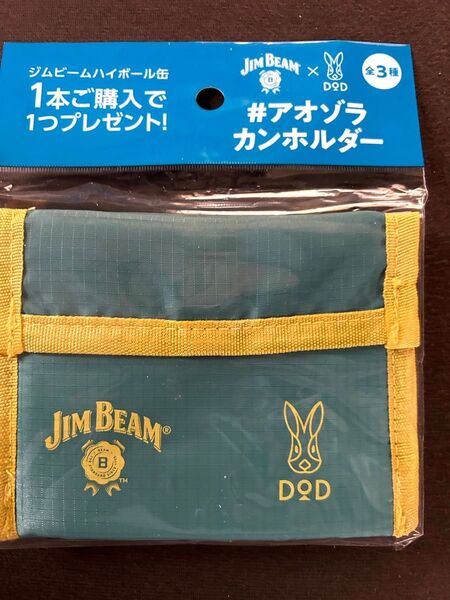 ジムビームハイボール缶
1本ご購入で
1つプレゼント!
JIM BEAM
B
×
DOD
全3種
#アオゾラ
カンホルダー
JIM BEAM®
B
™
DOD